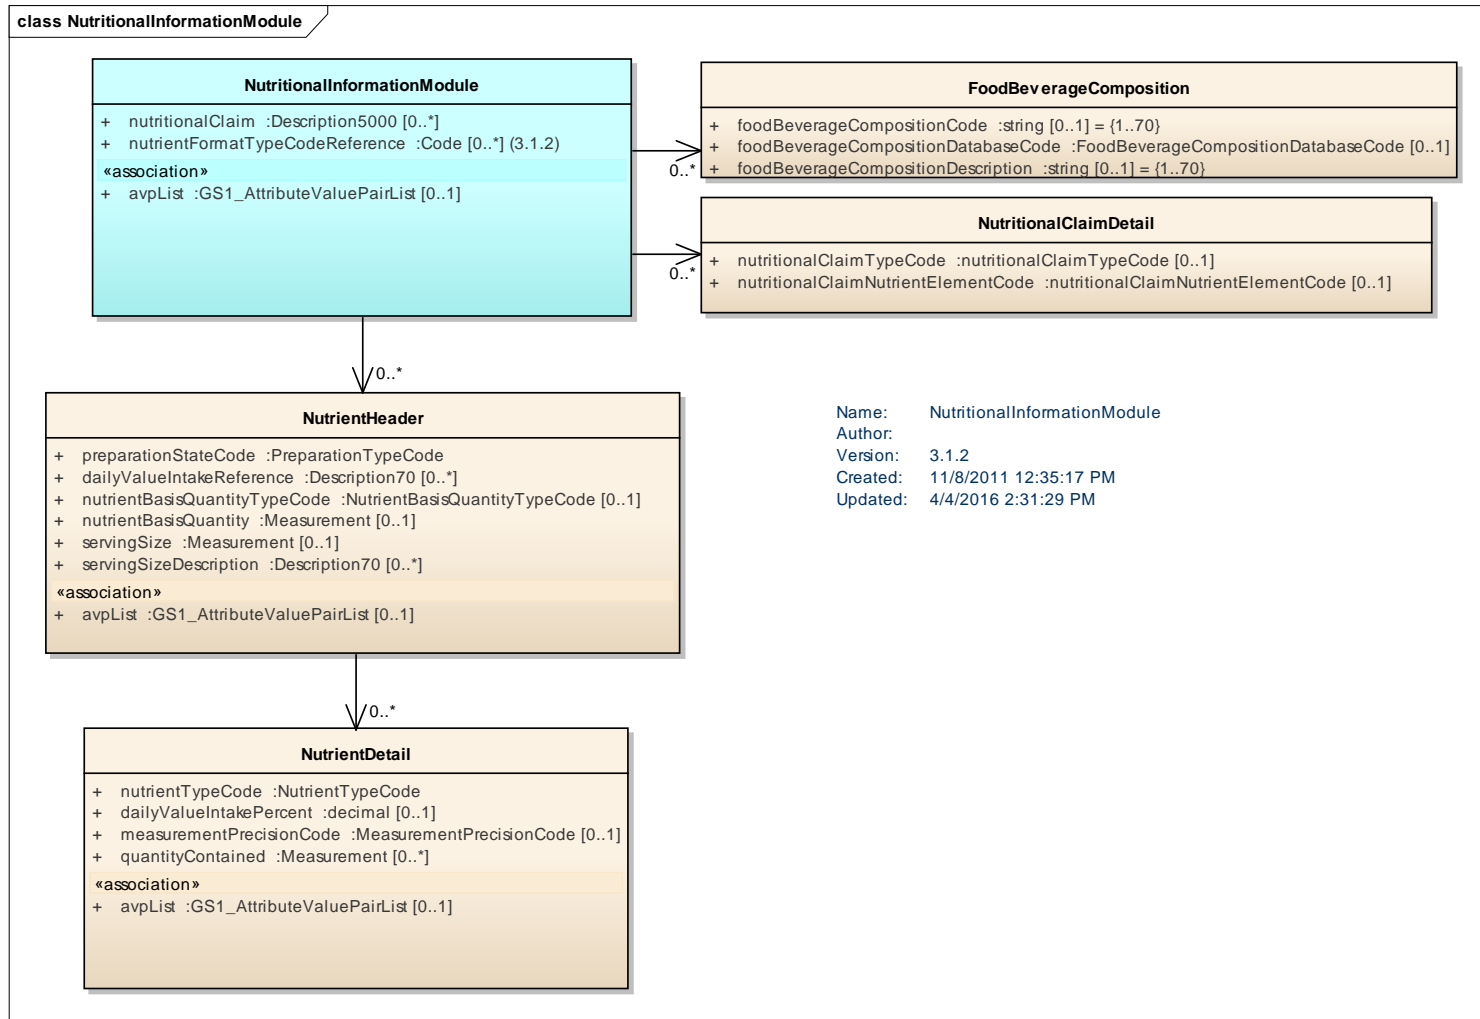 class NutritionalInformationModule
NutritionalInformationModule
+ nutritionalClaim :Description5000 [0..*]
+ nutrientFormatTypeCodeReference :Code [0..*] (3.1.2)
«association»
+ avpList :GS1_AttributeValuePairList [0..1]
0..*
FoodBeverageComposition
+ foodBeverageCompositionCode :string [0..1] = {1..70}
+ foodBeverageCompositionDatabaseCode :FoodBeverageCompositionDatabaseCode [0..1]
+ foodBeverageCompositionDescription :string [0..1] = {1..70}
0..*
NutritionalClaimDetail
+ nutritionalClaimTypeCode :nutritionalClaimTypeCode [0..1]
+ nutritionalClaimNutrientElementCode :nutritionalClaimNutrientElementCode [0..1]
0..*
NutrientHeader
+ preparationStateCode :PreparationTypeCode
+ dailyValueIntakeReference :Description70 [0..*]
+ nutrientBasisQuantityTypeCode :NutrientBasisQuantityTypeCode [0..1]
+ nutrientBasisQuantity :Measurement [0..1]
+ servingSize :Measurement [0..1]
+ servingSizeDescription :Description70 [0..*]
«association»
+ avpList :GS1_AttributeValuePairList [0..1]
Name: NutritionalInformationModule
Author:
Version: 3.1.2
Created: 11/8/2011 12:35:17 PM
Updated: 4/4/2016 2:31:29 PM
0..*
NutrientDetail
+ nutrientTypeCode :NutrientTypeCode
+ dailyValueIntakePercent :decimal [0..1]
+ measurementPrecisionCode :MeasurementPrecisionCode [0..1]
+ quantityContained :Measurement [0..*]
«association»
+ avpList :GS1_AttributeValuePairList [0..1]